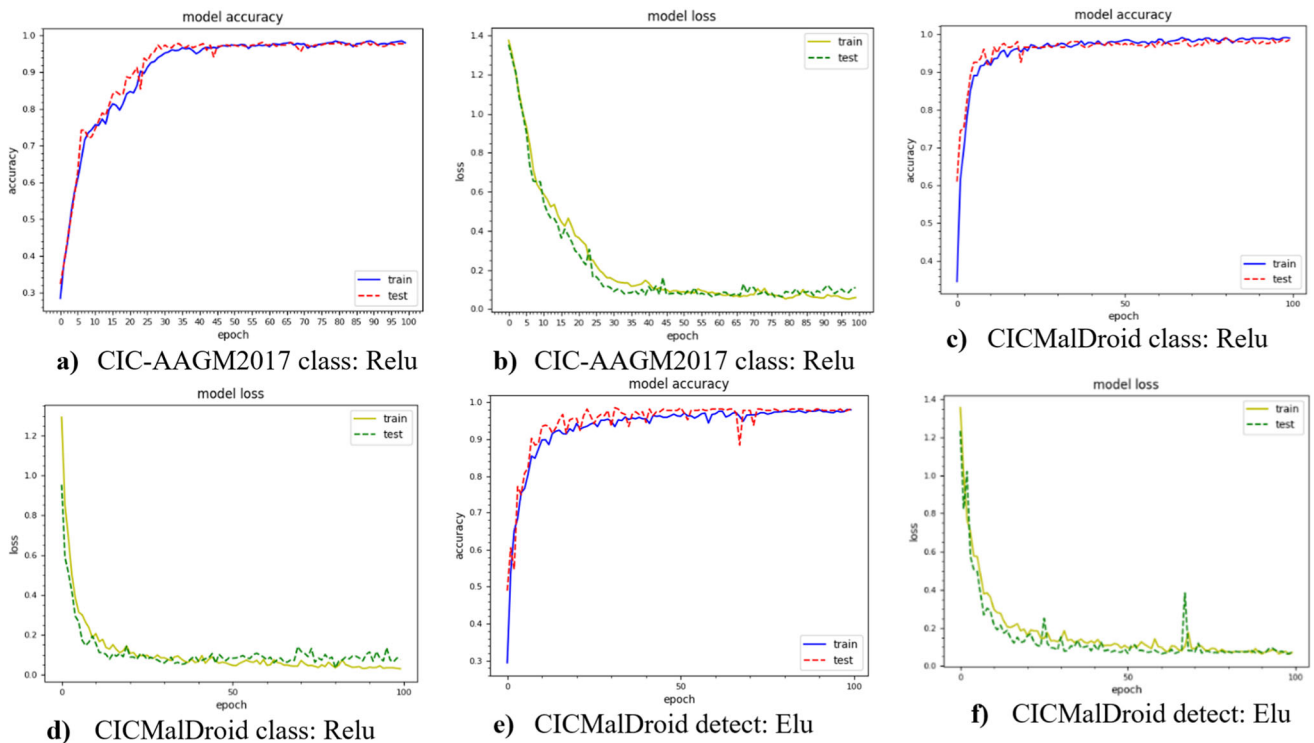 model accuracy
accuracy
1.0
0.9
0.8
0.7
0.6
0.5
0.4
0.3
train
test
0 5 10 15 20 25 30 35 40 45 50 55 60 65 70 75 80 85 90 95 100
epoch
a) CIC-AAGM2017 class: Relu
model loss
loss
1.4
1.2
1.0
0.8
0.6
0.4
0.2
0.0
train
test
0 5 10 15 20 25 30 35 40 45 50 55 60 65 70 75 80 85 90 95 100
epoch
b) CIC-AAGM2017 class: Relu
model accuracy
accuracy
1.0
0.9
0.8
0.7
0.6
0.5
0.4
train
test
50
100
epoch
c) CICMalDroid class: Relu
model loss
loss
1.2
1.0
0.8
0.6
0.4
0.2
0.0
train
test
0
50
100
epoch
d) CICMalDroid class: Relu
model accuracy
accuracy
1.0
0.9
0.8
0.7
0.6
0.5
0.4
0.3
train
test
0
50
100
epoch
e) CICMalDroid detect: Elu
model loss
loss
1.4
1.2
1.0
0.8
0.6
0.4
0.2
0.0
train
test
0
50
100
epoch
f) CICMalDroid detect: Elu